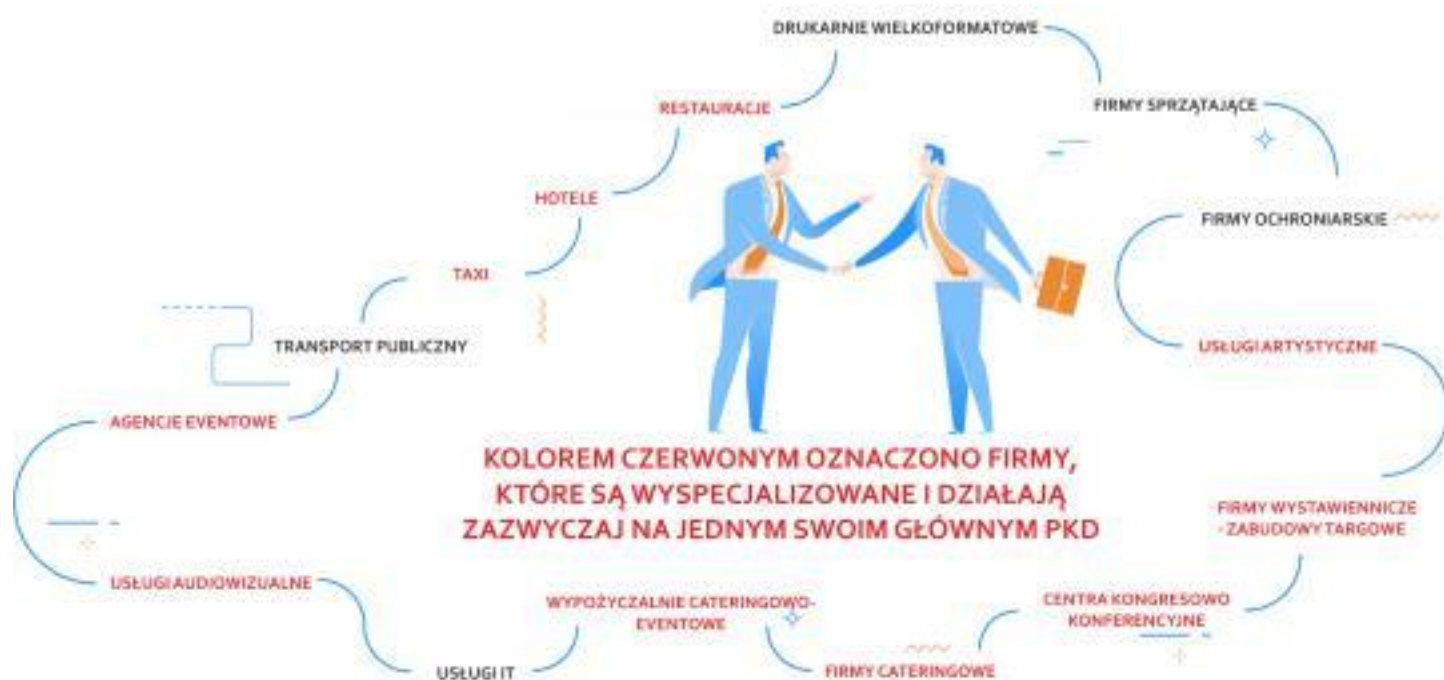 DRUKARNIE WIELKOFORMATOWE
FIRMY SPRZĄTAJĄCE
RESTAURACJE
HOTELE
FIRMY OCHRONIARSKIE
TAXI
TRANSPORT PUBLICZNY
USŁUGI ARTYSTYCZNE
AGENCJE EVENTOWE
KOLOREM CZERWONYM OZNACZONO FIRMY,
KTÓRE SĄ WYSPECJALIZOWANE I DZIAŁAJĄ
ZAZWYCZAJ NA JEDNYM SWOIM GŁÓWNYM PKD
FIRMY WYSTAWIENNICZE
- ZABUDOWY TARGOWE
USŁUGI AUDIOWIZUALNE
WYPOŻYCZALNIE CATERINGOWO-
EVENTOWE
CENTRA KONGRESOWO
KONFERENCYJNE
USŁUGI IT
FIRMY CATERINGOWE